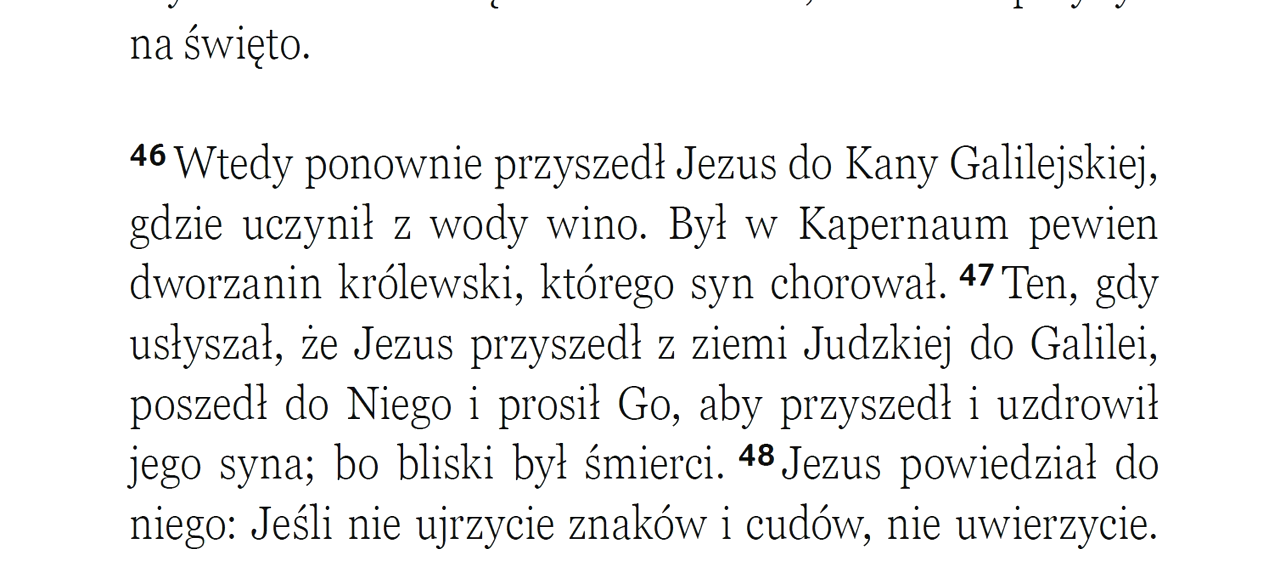 na święto.
46 Wtedy ponownie przyszedł Jezus do Kany Galilejskiej,
gdzie uczynił z wody wino. Był w Kapernaum pewien
dworzanin królewski, którego syn chorował. 47 Ten, gdy
usłyszał, że Jezus przyszedł z ziemi Judzkiej do Galilei,
poszedł do Niego i prosił Go, aby przyszedł i uzdrowił
jego syna; bo bliski był śmierci. 48 Jezus powiedział do
niego: Jeśli nie ujrzycie znaków i cudów, nie uwierzycie.